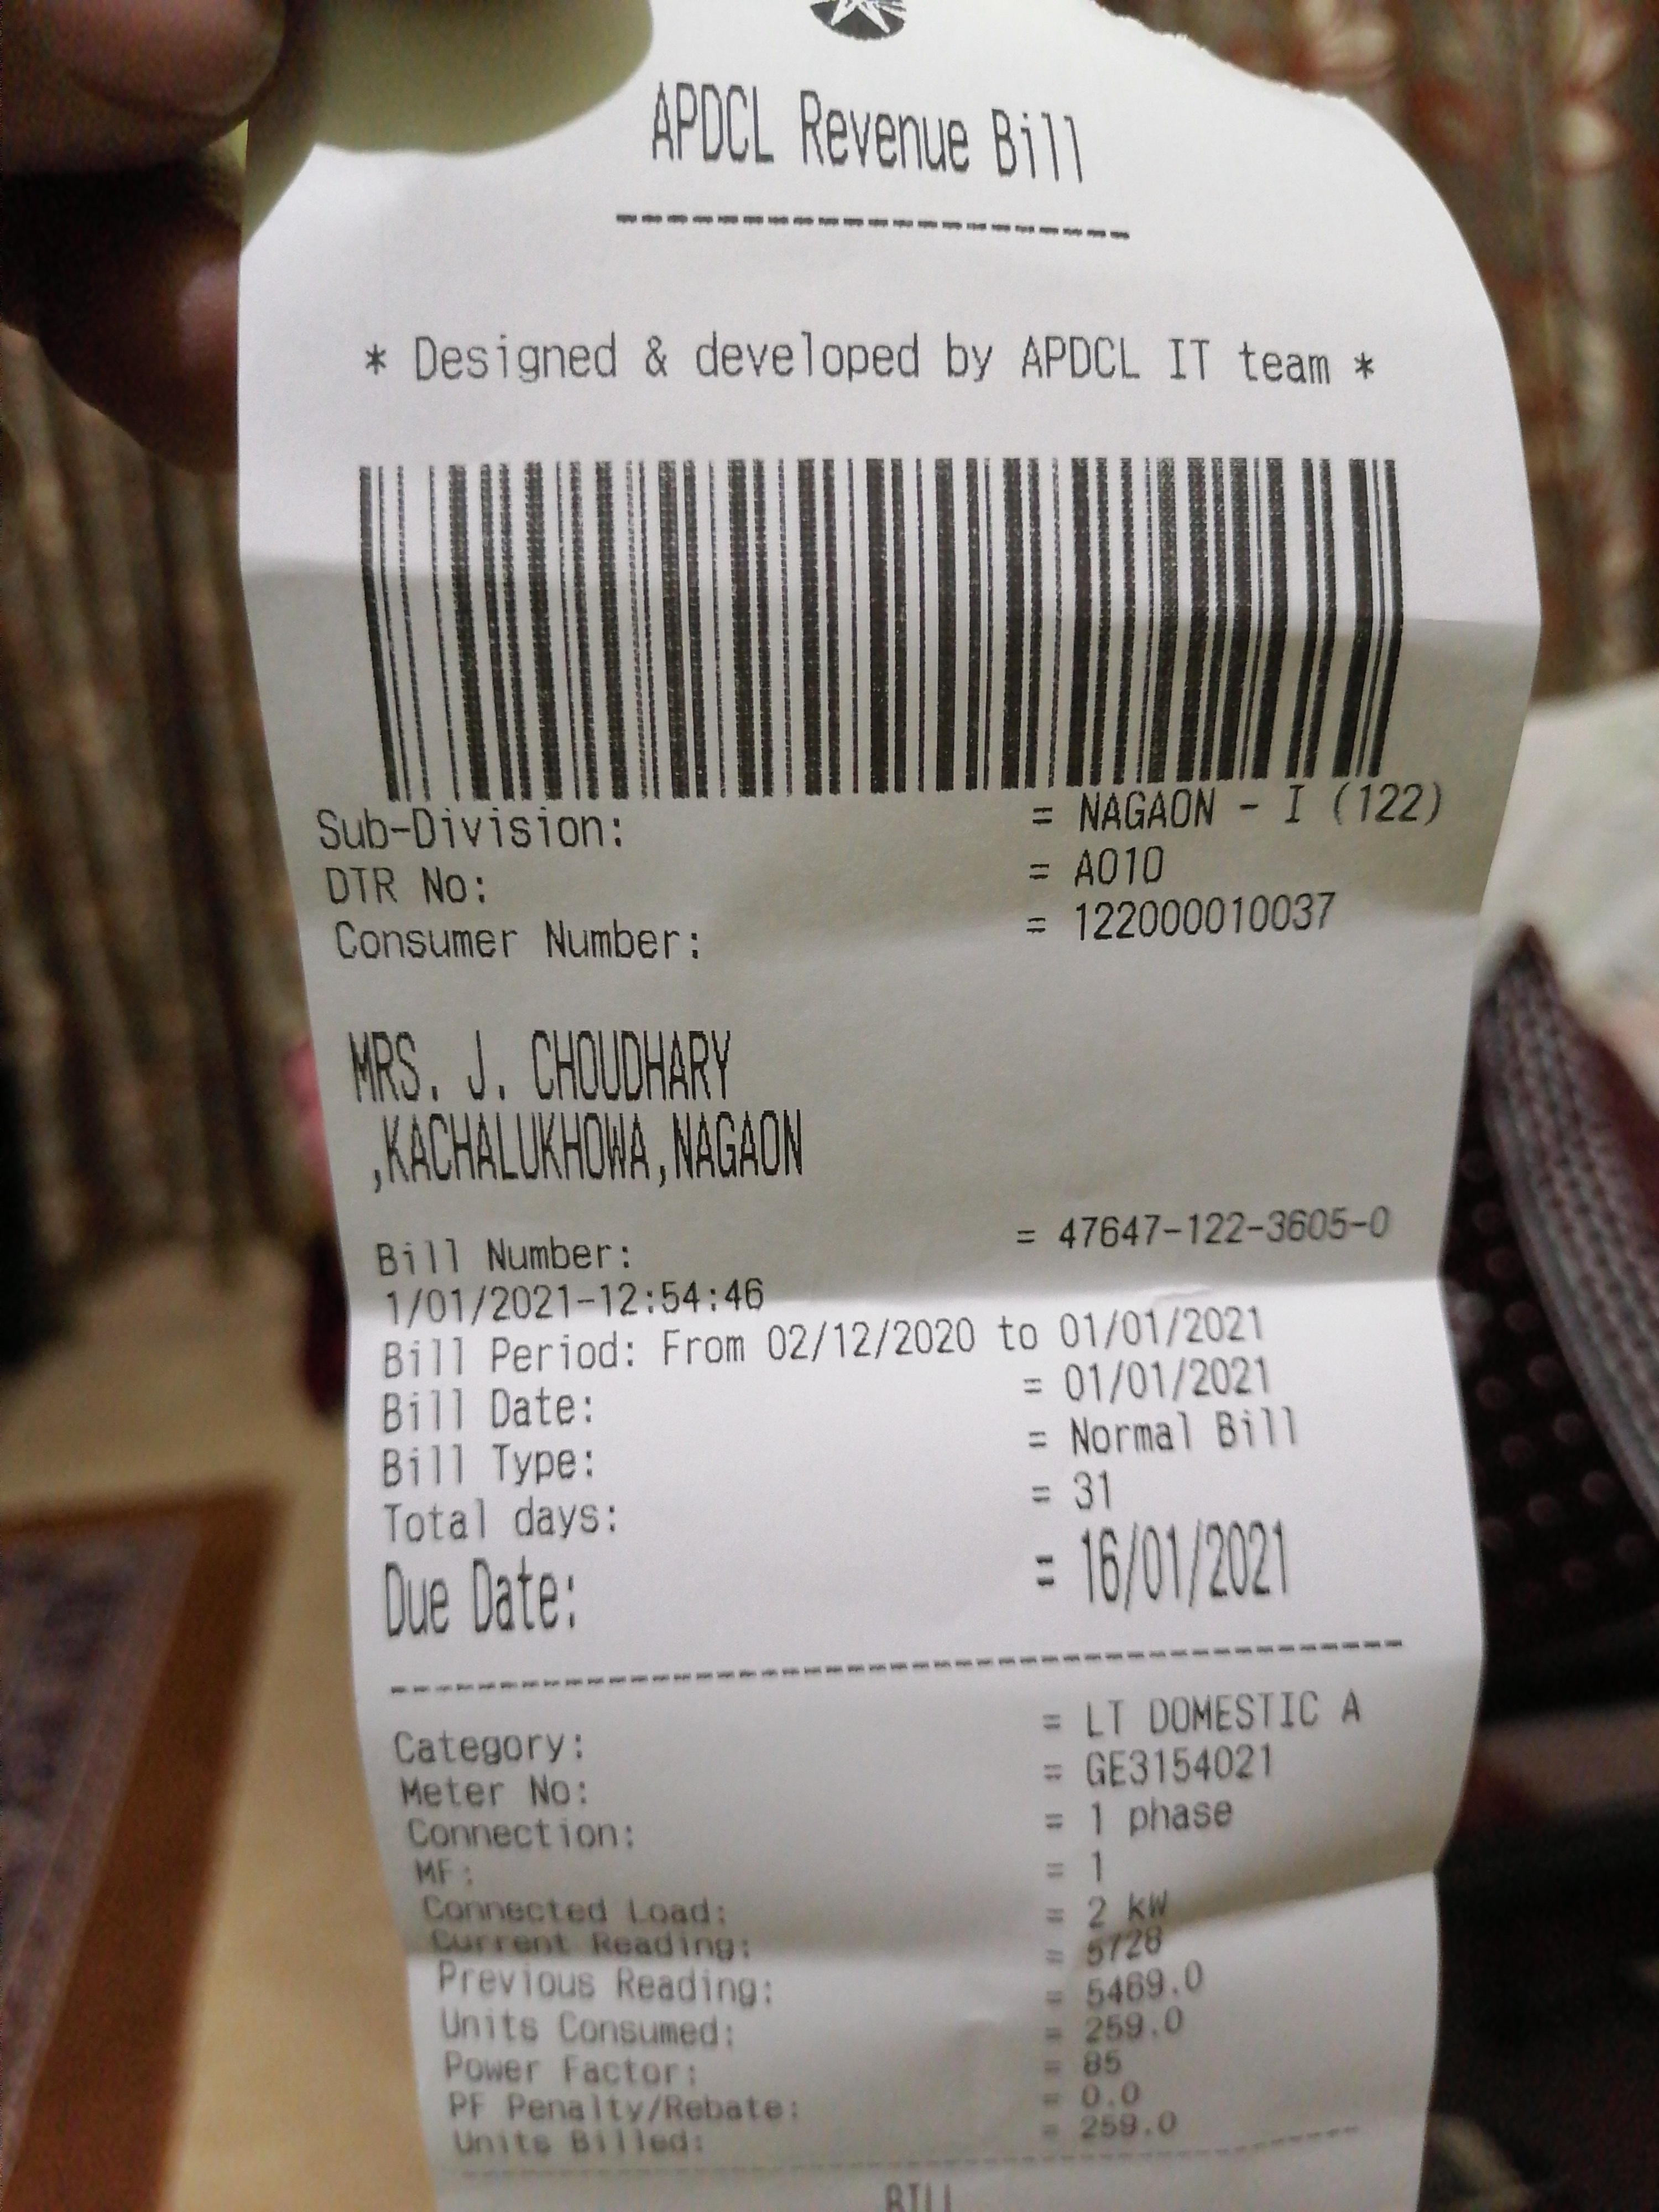 APDCL Revenue Bill
-----------------------
* Designed & developed by APDCL IT team *
Sub-Division: = NAGAON - I (122)
DTR No: = A010
Consumer Number: = 122000010037
MRS. J. CHOUDHARY
,KACHALUKHOWA,NAGAON
Bill Number: = 47647-122-3605-0
1/01/2021-12:54:46
Bill Period: From 02/12/2020 to 01/01/2021
Bill Date: = 01/01/2021
Bill Type: = Normal Bill
Total days: = 31
Due Date: = 16/01/2021
----------------------------------------------
Category: = LT DOMESTIC A
Meter No: = GE3154021
Connection: = 1 phase
MF: = 1
Connected Load: = 2 kW
Current Reading: = 5728
Previous Reading: = 5469.0
Units Consumed: = 259.0
Power Factor: = 85
PF Penalty/Rebate: = 0.0
Units Billed: = 259.0
----------------------------------------------
BILL